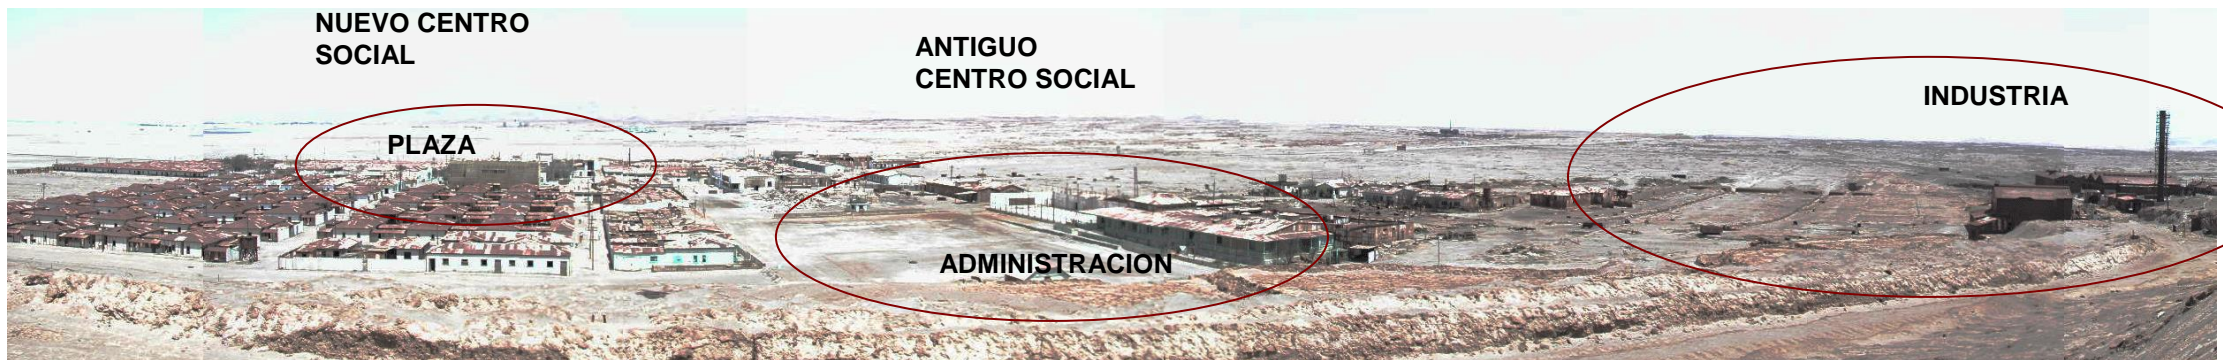 NUEVO CENTRO
SOCIAL
PLAZA
ANTIGUO
CENTRO SOCIAL
ADMINISTRACION
INDUSTRIA